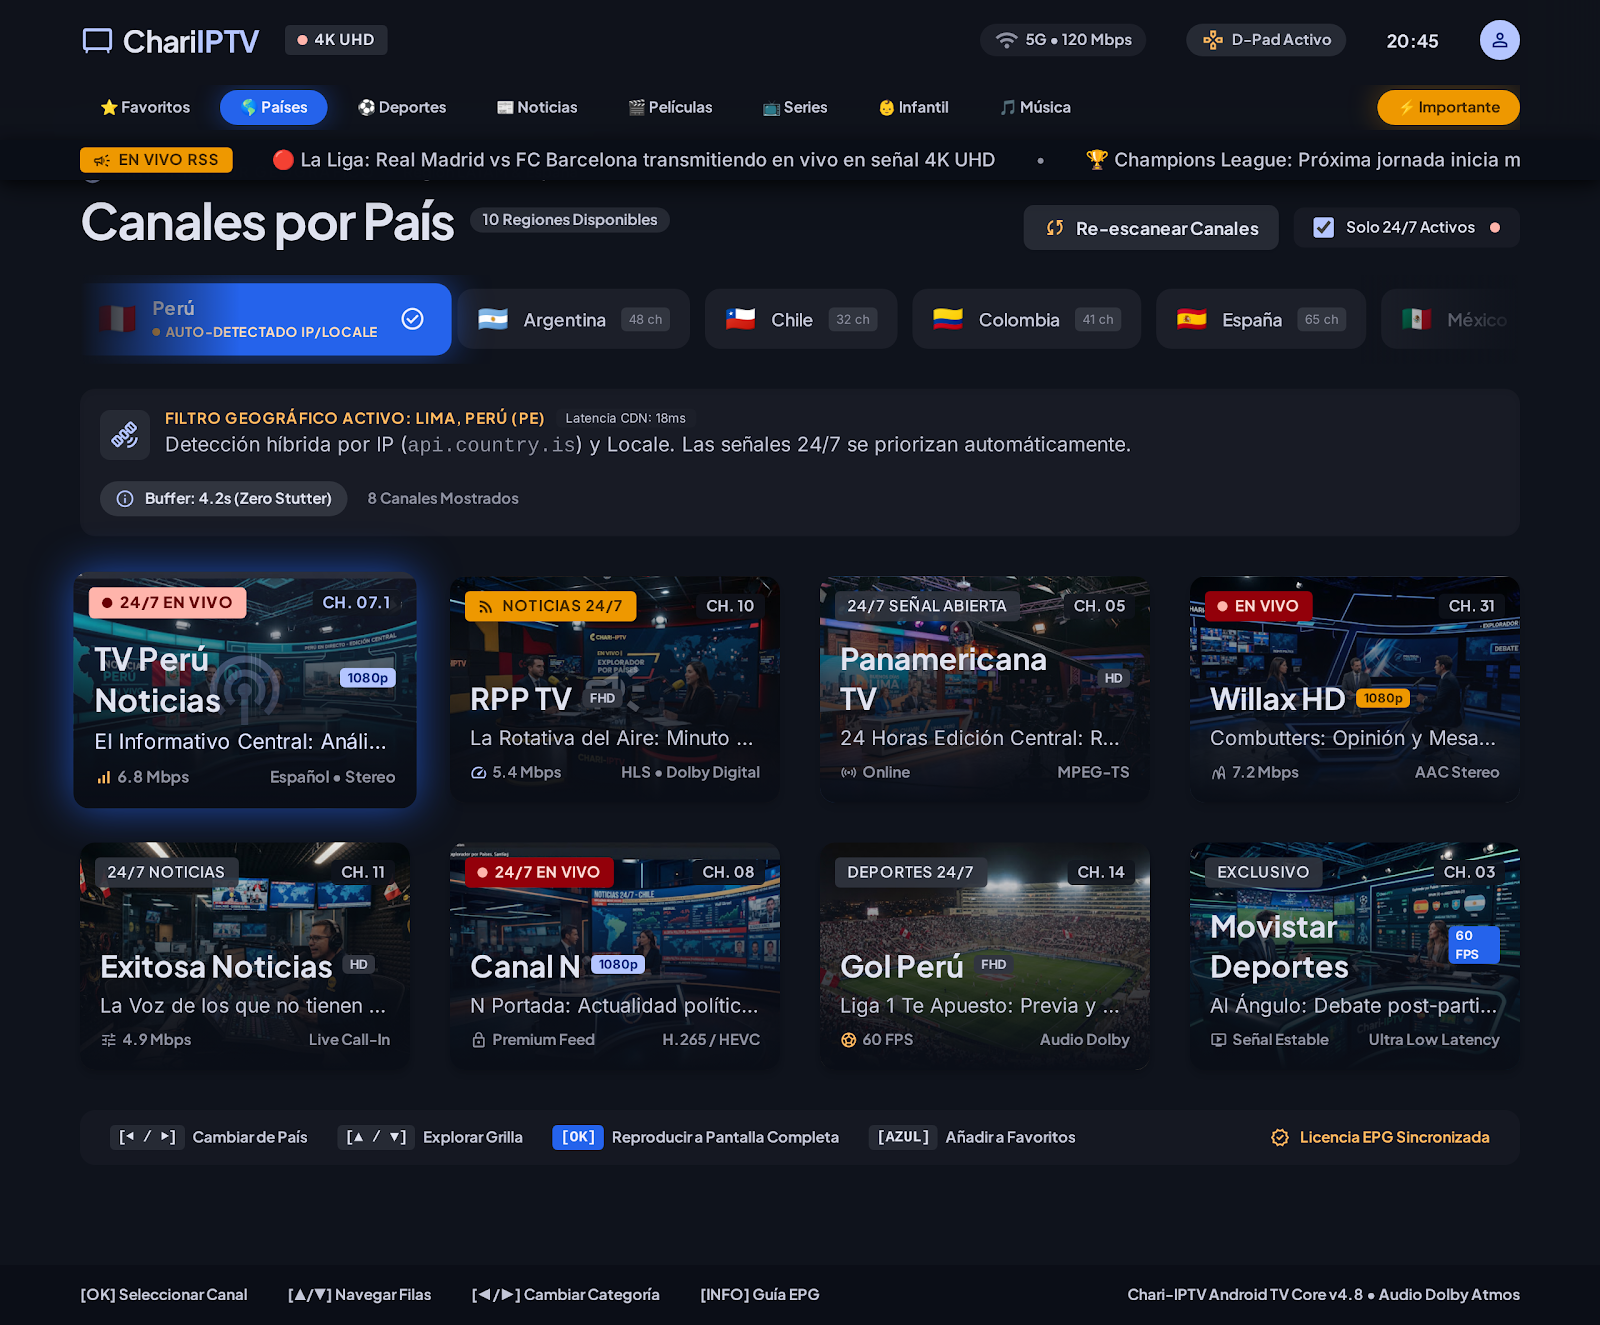 ChariIPTV
4K UHD
5G • 120 Mbps
D-Pad Activo
20:45
⭐ Favoritos
🌎 Países
⚽ Deportes
📰 Noticias
🎬 Películas
📺 Series
👶 Infantil
🎵 Música
⚡ Importante
EN VIVO RSS
🔴 La Liga: Real Madrid vs FC Barcelona transmitiendo en vivo en señal 4K UHD • 🏆 Champions League: Próxima jornada inicia m
Canales por País
10 Regiones Disponibles
Re-escanear Canales
Solo 24/7 Activos
Perú
AUTO-DETECTADO IP/LOCALE
Argentina 48 ch
Chile 32 ch
Colombia 41 ch
España 65 ch
México
FILTRO GEOGRÁFICO ACTIVO: LIMA, PERÚ (PE)
Latencia CDN: 18ms
Detección híbrida por IP (api.country.is) y Locale. Las señales 24/7 se priorizan automáticamente.
Buffer: 4.2s (Zero Stutter)
8 Canales Mostrados
24/7 EN VIVO
CH. 07.1
TV Perú
Noticias
1080p
El Informativo Central: Análi...
6.8 Mbps
Español • Stereo
NOTICIAS 24/7
CH. 10
RPP TV
FHD
La Rotativa del Aire: Minuto ...
5.4 Mbps
HLS • Dolby Digital
24/7 SEÑAL ABIERTA
CH. 05
Panamericana
TV
HD
24 Horas Edición Central: R...
Online
MPEG-TS
EN VIVO
CH. 31
Willax HD
1080p
Combutters: Opinión y Mesa...
7.2 Mbps
AAC Stereo
24/7 NOTICIAS
CH. 11
Exitosa Noticias
HD
La Voz de los que no tienen ...
4.9 Mbps
Live Call-In
24/7 EN VIVO
CH. 08
Canal N
1080p
N Portada: Actualidad polític...
Premium Feed
H.265 / HEVC
DEPORTES 24/7
CH. 14
Gol Perú
FHD
Liga 1 Te Apuesto: Previa y ...
60 FPS
Audio Dolby
EXCLUSIVO
CH. 03
Movistar
Deportes
60
FPS
Al Ángulo: Debate post-parti...
Señal Estable
Ultra Low Latency
[◄ / ►] Cambiar de País
[▲ / ▼] Explorar Grilla
[OK] Reproducir a Pantalla Completa
[AZUL] Añadir a Favoritos
Licencia EPG Sincronizada
[OK] Seleccionar Canal
[▲/▼] Navegar Filas
[◄/►] Cambiar Categoría
[INFO] Guía EPG
Chari-IPTV Android TV Core v4.8 • Audio Dolby Atmos